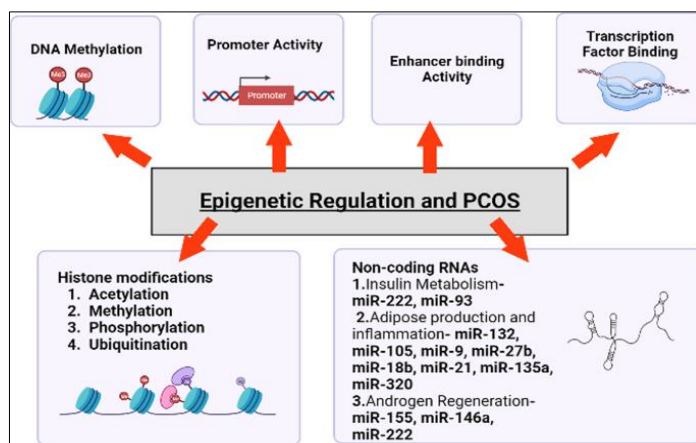 DNA Methylation
Me3 Me3
Promoter Activity
Promoter
Enhancer binding
Activity
Transcription
Factor Binding
Epigenetic Regulation and PCOS
Histone modifications
1. Acetylation
2. Methylation
3. Phosphorylation
4. Ubiquitination
Non-coding RNAs
1.Insulin Metabolism-
miR-222, miR-93
2.Adipose production and
inflammation- miR-132,
miR-105, miR-9, miR-27b,
miR-18b, miR-21, miR-135a,
miR-320
3.Androgen Regeneration-
miR-155, miR-146a,
miR-222